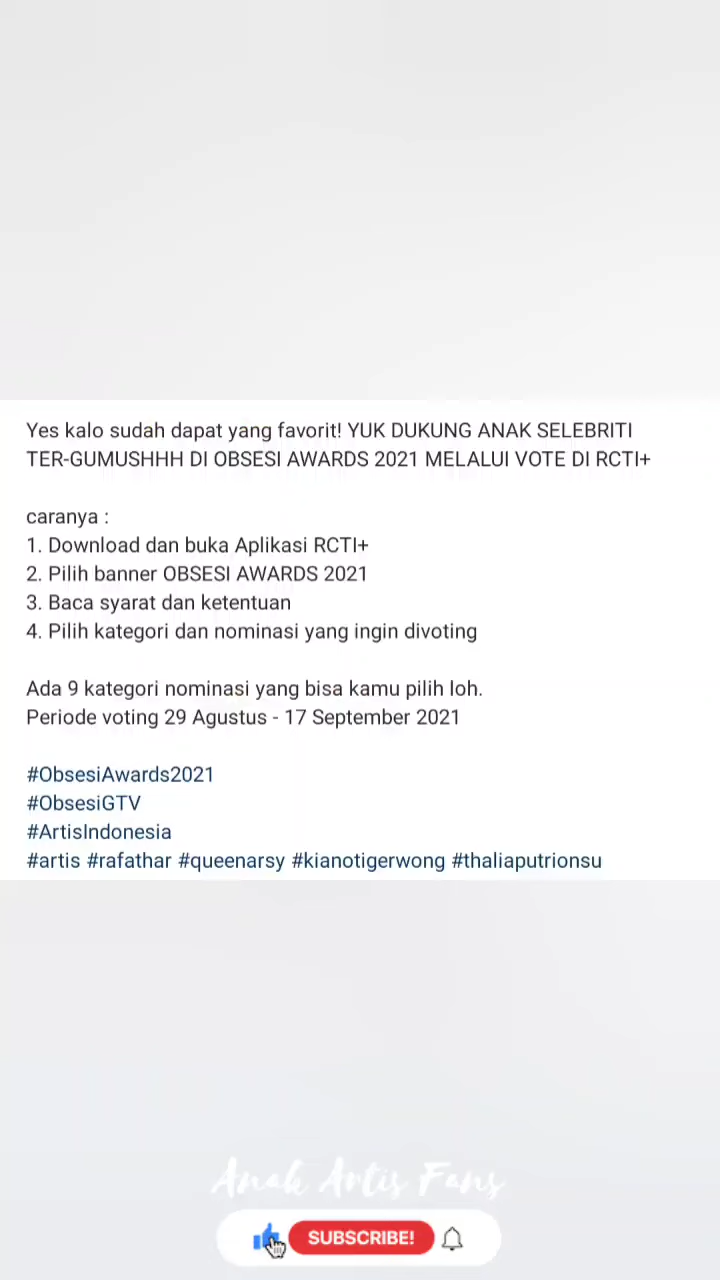 Yes kalo sudah dapat yang favorit! YUK DUKUNG ANAK SELEBRITI
TER-GUMUSHHH DI OBSESI AWARDS 2021 MELALUI VOTE DI RCTI+
caranya :
1. Download dan buka Aplikasi RCTI+
2. Pilih banner OBSESI AWARDS 2021
3. Baca syarat dan ketentuan
4. Pilih kategori dan nominasi yang ingin divoting
Ada 9 kategori nominasi yang bisa kamu pilih loh.
Periode voting 29 Agustus - 17 September 2021
#ObsesiAwards2021
#ObsesiGTV
#ArtisIndonesia
#artis #rafathar #queenarsy #kianotigerwong #thaliaputrionsu
Anak Artis Fans
SUBSCRIBE!